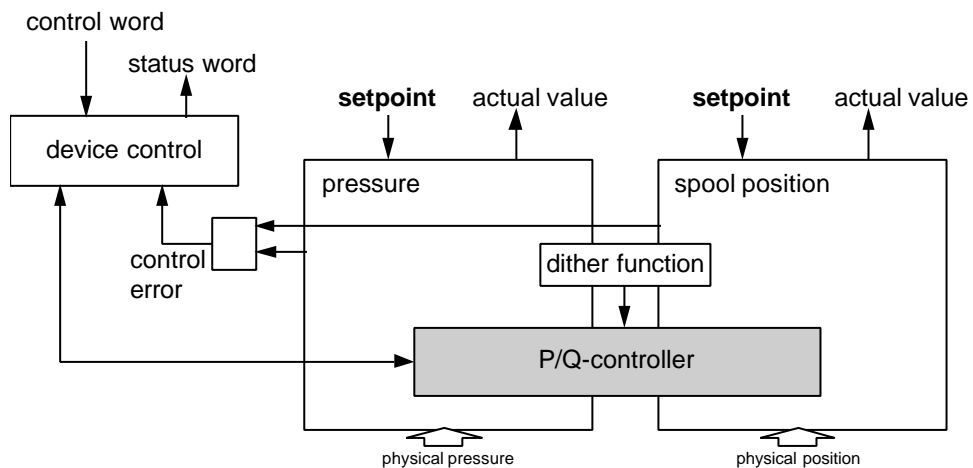 control word
status word
setpoint
actual value
setpoint
actual value
device control
pressure
spool position
control
error
dither function
P/Q-controller
physical pressure
physical position